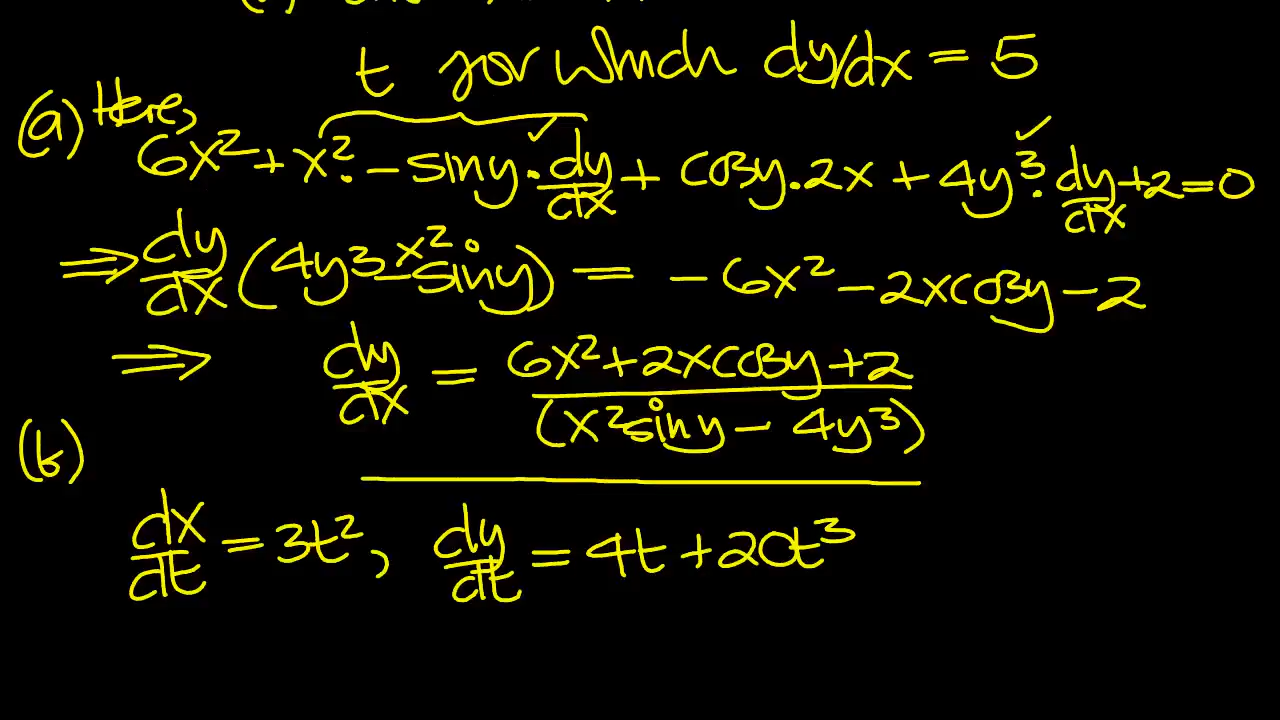 t for which dy/dx = 5
(a) Here,
6x² + x² · - siny · dy/dx + cosy · 2x + 4y³ · dy/dx + 2 = 0
⇒ dy/dx (4y³ - x² siny) = - 6x² - 2xcosy - 2
⇒ dy/dx = 6x² + 2xcosy + 2 / (x² siny - 4y³)
(b)
dx/dt = 3t², dy/dt = 4t + 20t³